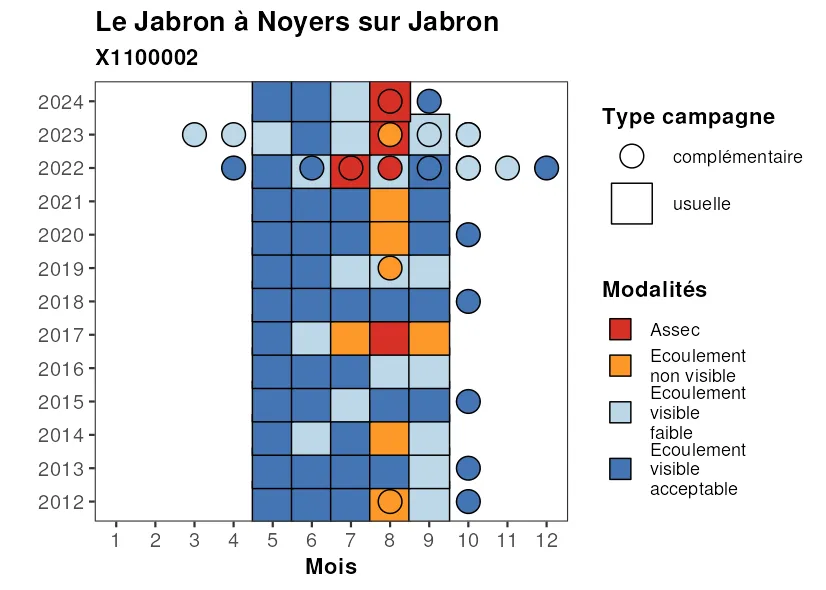 Le Jabron à Noyers sur Jabron
X1100002
2024
2023
2022
2021
2020
2019
2018
2017
2016
2015
2014
2013
2012
1 2 3 4 5 6 7 8 9 10 11 12
Mois
Type campagne
complémentaire
usuelle
Modalités
Assec
Ecoulement
non visible
Ecoulement
visible
faible
Ecoulement
visible
acceptable